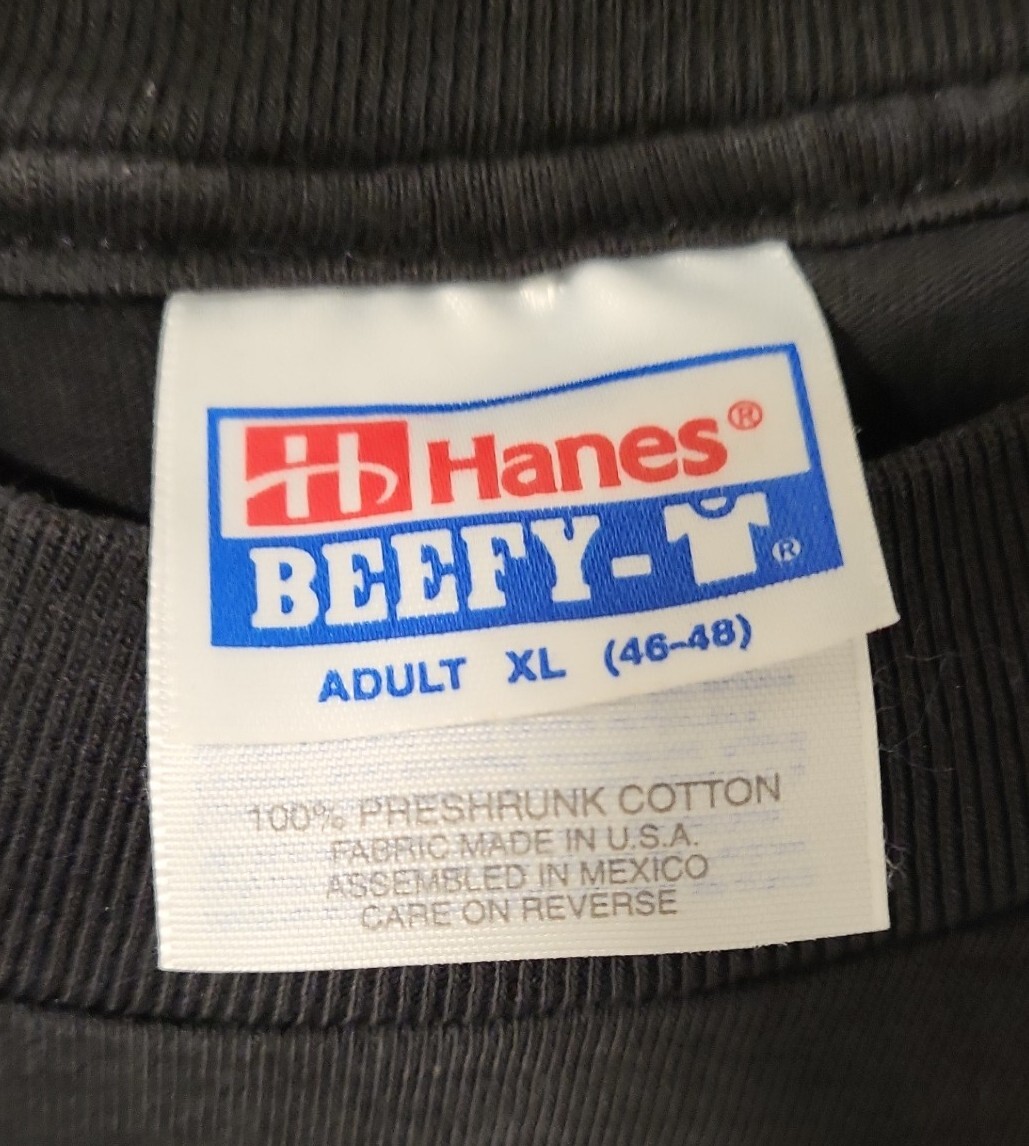 Hanes®
BEEFY-T®
ADULT XL (46-48)
100% PRESHRUNK COTTON
FABRIC MADE IN U.S.A.
ASSEMBLED IN MEXICO
CARE ON REVERSE